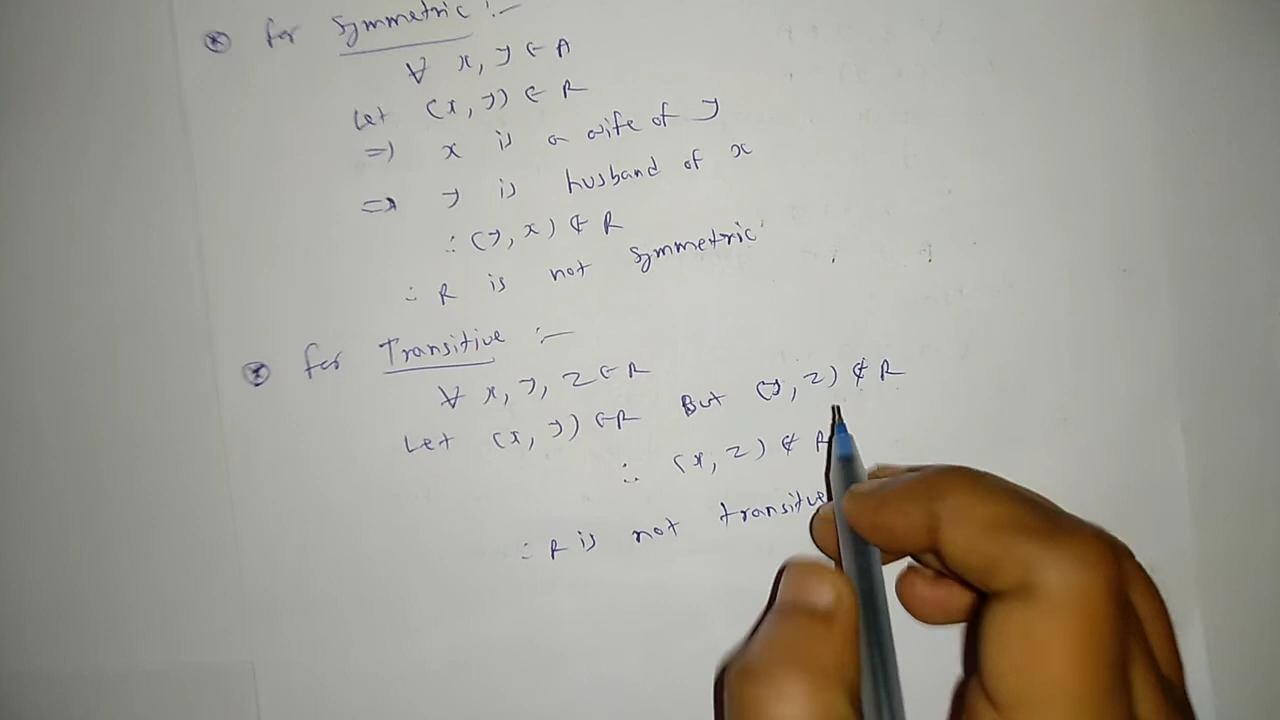 ⊛ for Symmetric :-
∀ x, y ∈ A
Let (x, y) ∈ R
⇒ x is a wife of y
⇒ y is husband of x
∴ (y, x) ∉ R
∴ R is not symmetric
⊛ for Transitive :-
∀ x, y, z ∈ R
Let (x, y) ∈ R But (y, z) ∉ R
∴ (x, z) ∉ R
∴ R is not transitive